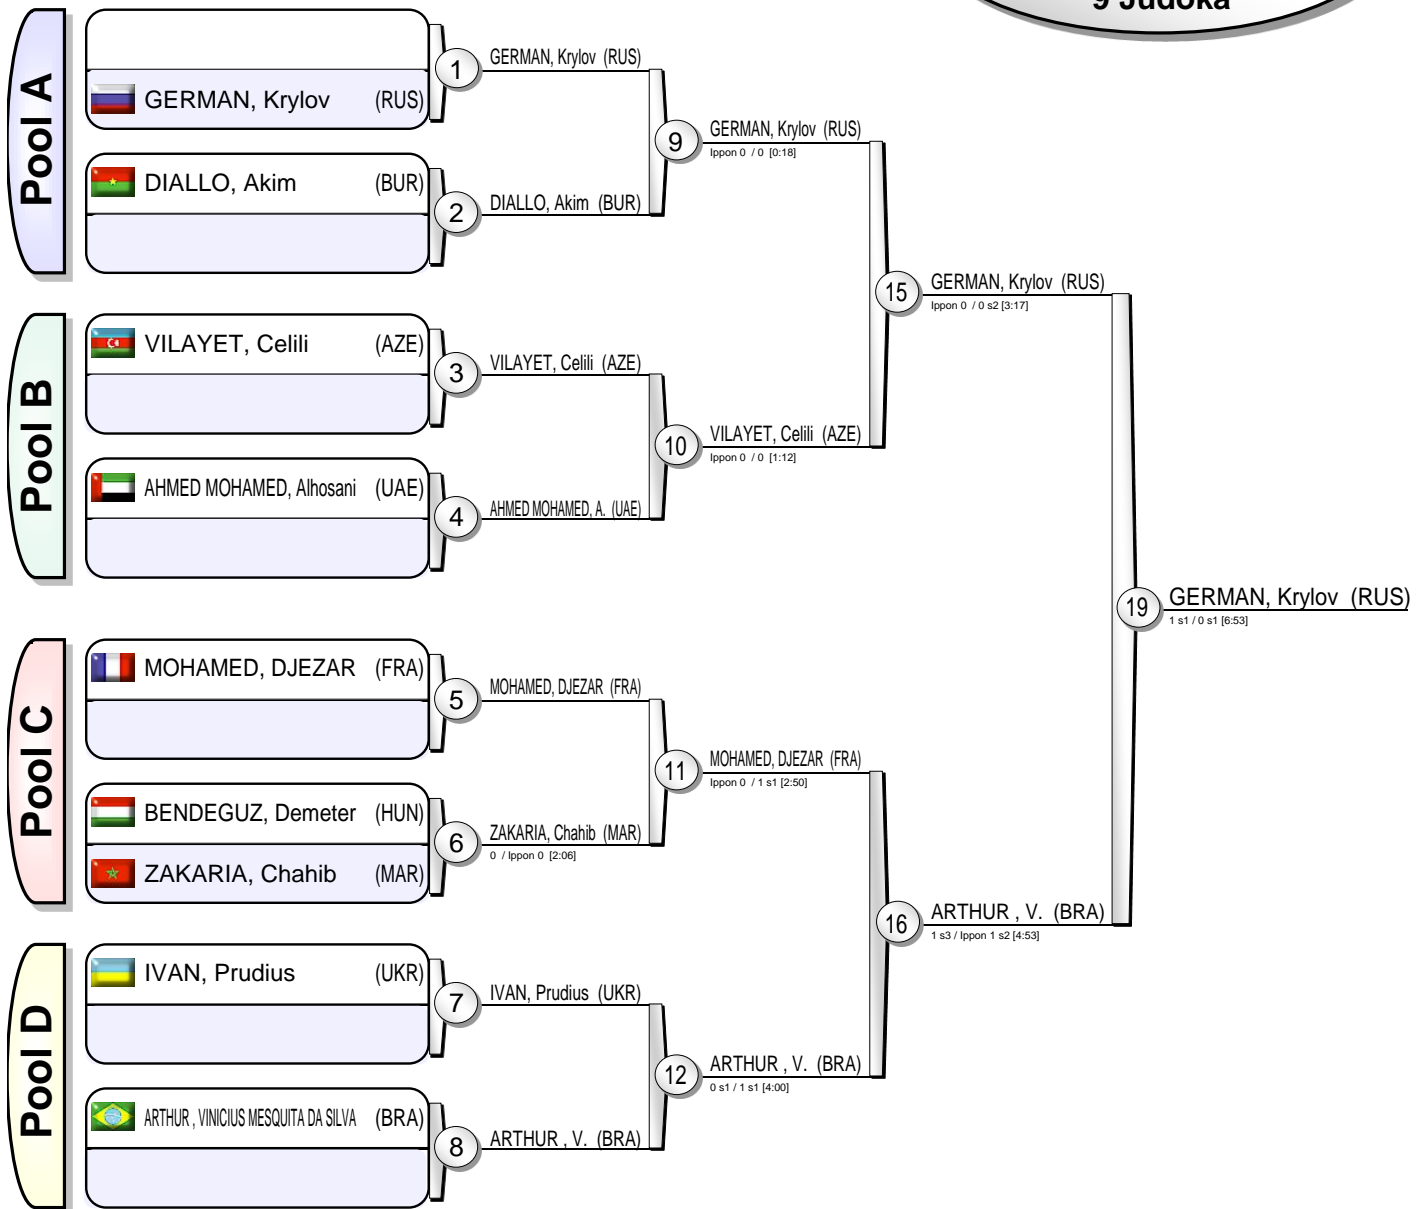 9 Judoka
Pool A
GERMAN, Krylov (RUS)
DIALLO, Akim (BUR)
1
GERMAN, Krylov (RUS)
2
DIALLO, Akim (BUR)
9
GERMAN, Krylov (RUS)
Ippon 0 / 0 [0:18]
Pool B
VILAYET, Celili (AZE)
AHMED MOHAMED, Alhosani (UAE)
3
VILAYET, Celili (AZE)
4
AHMED MOHAMED, A. (UAE)
10
VILAYET, Celili (AZE)
Ippon 0 / 0 [1:12]
15
GERMAN, Krylov (RUS)
Ippon 0 / 0 s2 [3:17]
Pool C
MOHAMED, DJEZAR (FRA)
BENDEGUZ, Demeter (HUN)
ZAKARIA, Chahib (MAR)
5
MOHAMED, DJEZAR (FRA)
6
ZAKARIA, Chahib (MAR)
0 / Ippon 0 [2:06]
11
MOHAMED, DJEZAR (FRA)
Ippon 0 / 1 s1 [2:50]
Pool D
IVAN, Prudius (UKR)
ARTHUR , VINICIUS MESQUITA DA SILVA (BRA)
7
IVAN, Prudius (UKR)
8
ARTHUR , V. (BRA)
12
ARTHUR , V. (BRA)
0 s1 / 1 s1 [4:00]
16
ARTHUR , V. (BRA)
1 s3 / Ippon 1 s2 [4:53]
19
GERMAN, Krylov (RUS)
1 s1 / 0 s1 [6:53]